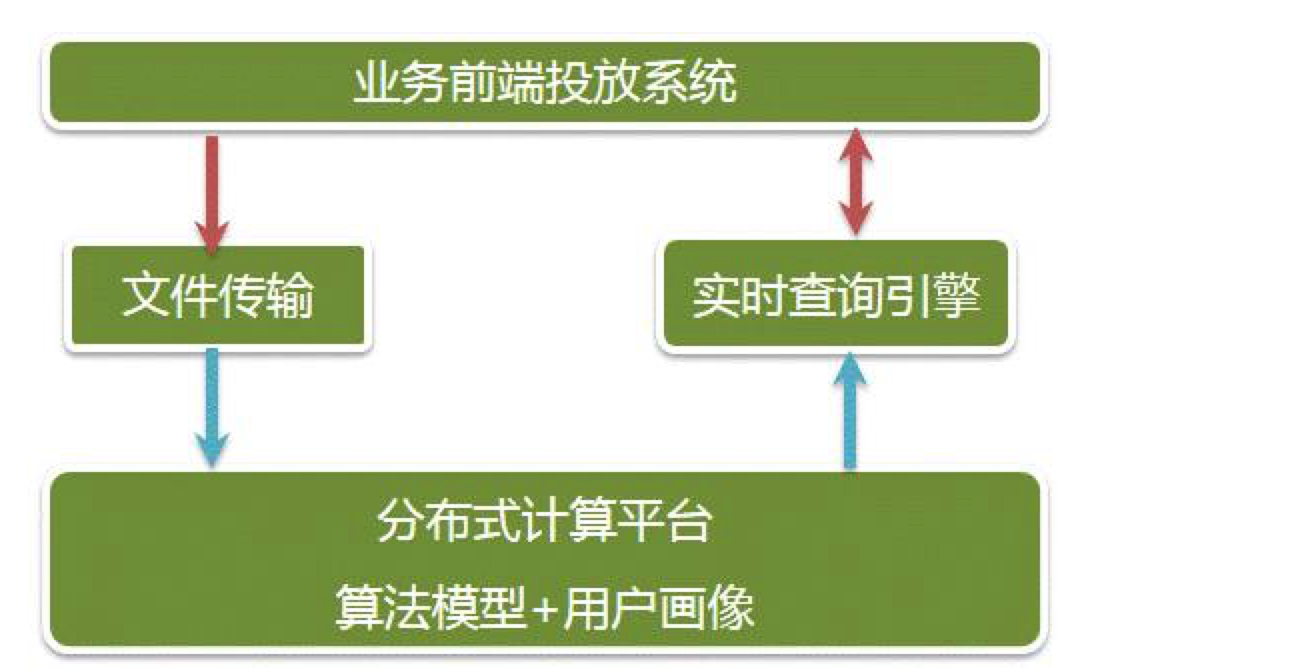 业务前端投放系统
文件传输
实时查询引擎
分布式计算平台
算法模型+用户画像